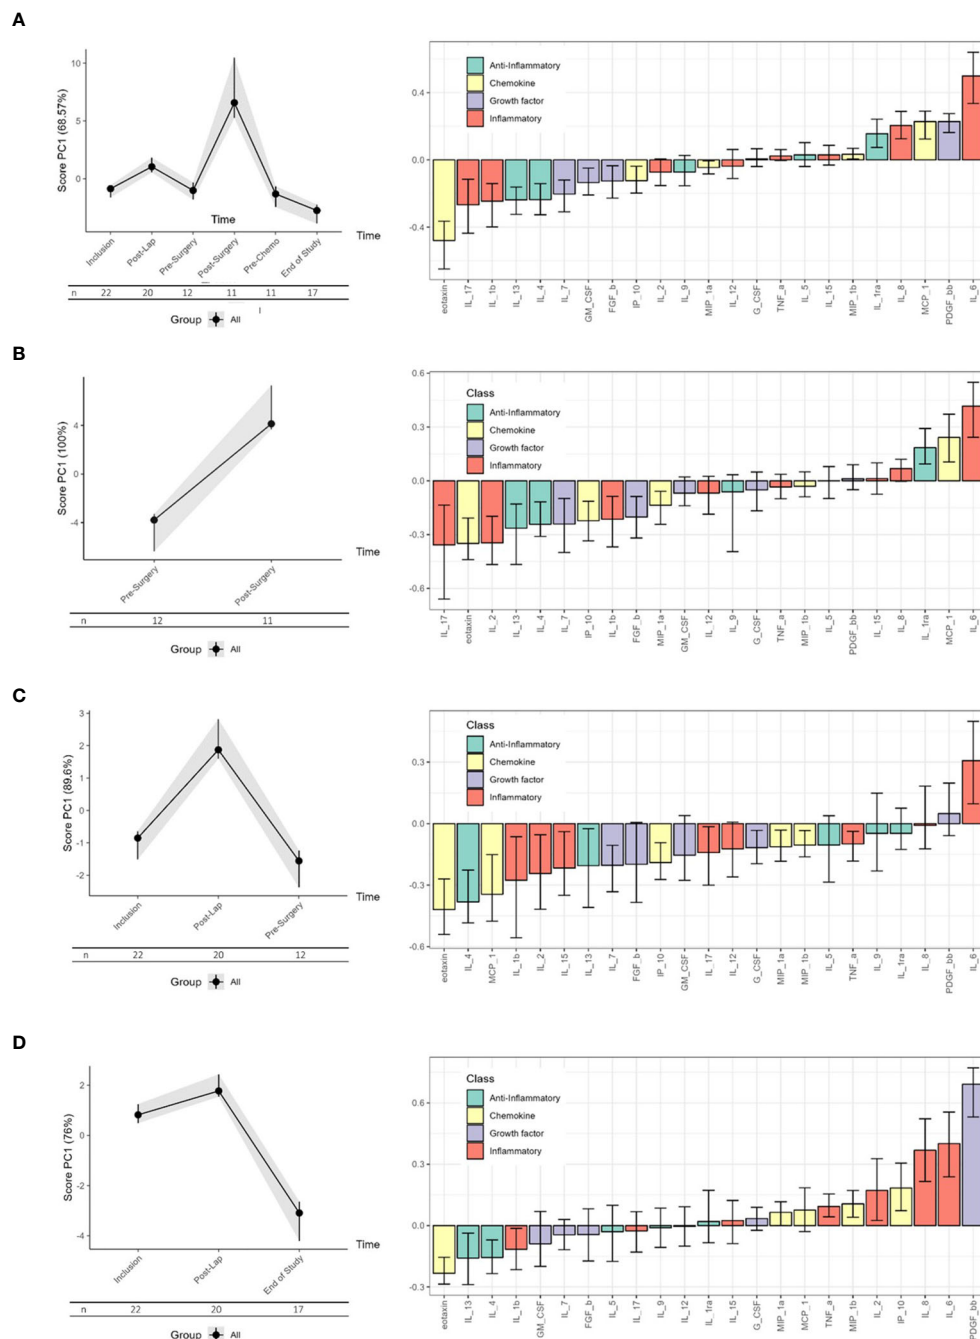 A
Score PC1 (68.57%)
10
5
0
Time
Time
Inclusion
Post-Lap
Pre-Surgery
Post-Surgery
Pre-Chemo
End of Study
n 22 20 12 11 11 17
Group All
Anti-Inflammatory
Chemokine
Growth factor
Inflammatory
0.4
0.0
-0.4
eotaxin
IL_17
IL_1b
IL_13
IL_4
IL_7
GM_CSF
FGF_b
IP_10
IL_2
IL_9
MIP_1a
IL_12
G_CSF
TNF_a
IL_5
IL_15
MIP_1b
IL_1ra
IL_8
MCP_1
PDGF_bb
IL_6
B
Score PC1 (100%)
4
0
-4
Time
Pre-Surgery
Post-Surgery
n 12 11
Group All
Class
Anti-Inflammatory
Chemokine
Growth factor
Inflammatory
0.6
0.3
0.0
-0.3
-0.6
IL_17
eotaxin
IL_2
IL_13
IL_4
IL_7
IP_10
IL_1b
FGF_b
MIP_1a
GM_CSF
IL_12
IL_9
G_CSF
TNF_a
MIP_1b
IL_5
PDGF_bb
IL_15
IL_8
IL_1ra
MCP_1
IL_6
C
Score PC1 (89.6%)
3
2
1
0
-1
-2
Time
Inclusion
Post-Lap
Pre-Surgery
n 22 20 12
Group All
Class
Anti-Inflammatory
Chemokine
Growth factor
Inflammatory
0.3
0.0
-0.3
-0.6
eotaxin
IL_4
MCP_1
IL_1b
IL_2
IL_15
IL_13
IL_7
FGF_b
IP_10
GM_CSF
IL_17
IL_12
G_CSF
MIP_1a
MIP_1b
IL_5
TNF_a
IL_9
IL_1ra
IL_8
PDGF_bb
IL_6
D
Score PC1 (76%)
2
0
-2
-4
Time
Inclusion
Post-Lap
End of Study
n 22 20 17
Group All
Class
Anti-Inflammatory
Chemokine
Growth factor
Inflammatory
0.6
0.3
0.0
-0.3
eotaxin
IL_13
IL_4
IL_1b
GM_CSF
IL_7
FGF_b
IL_5
IL_17
IL_9
IL_12
IL_1ra
IL_15
G_CSF
MIP_1a
MCP_1
TNF_a
MIP_1b
IL_2
IP_10
IL_8
IL_6
PDGF_bb